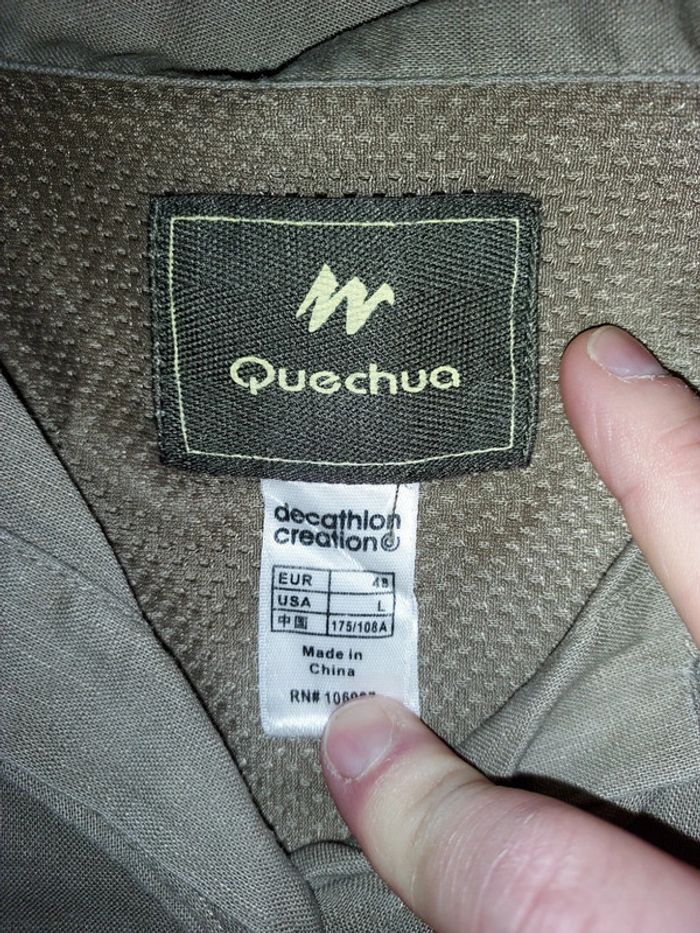 Quechua
decathlon
creation
EUR 48
USA L
中国 175/108A
Made in
China
RN#